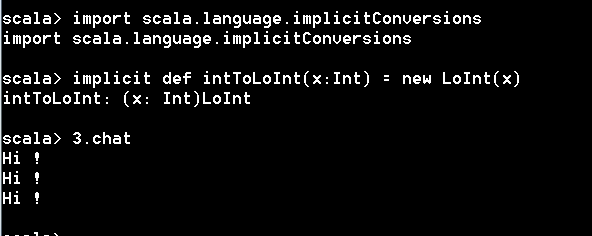 scala> import scala.language.implicitConversions
import scala.language.implicitConversions
scala> implicit def intToLoInt(x:Int) = new LoInt(x)
intToLoInt: (x: Int)LoInt
scala> 3.chat
Hi !
Hi !
Hi !
scala>